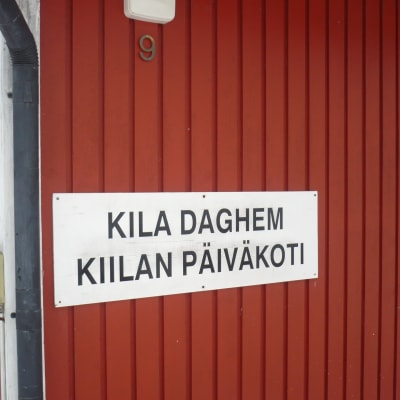 9
KILA DAGHEM
KIILAN PÄIVÄKOTI